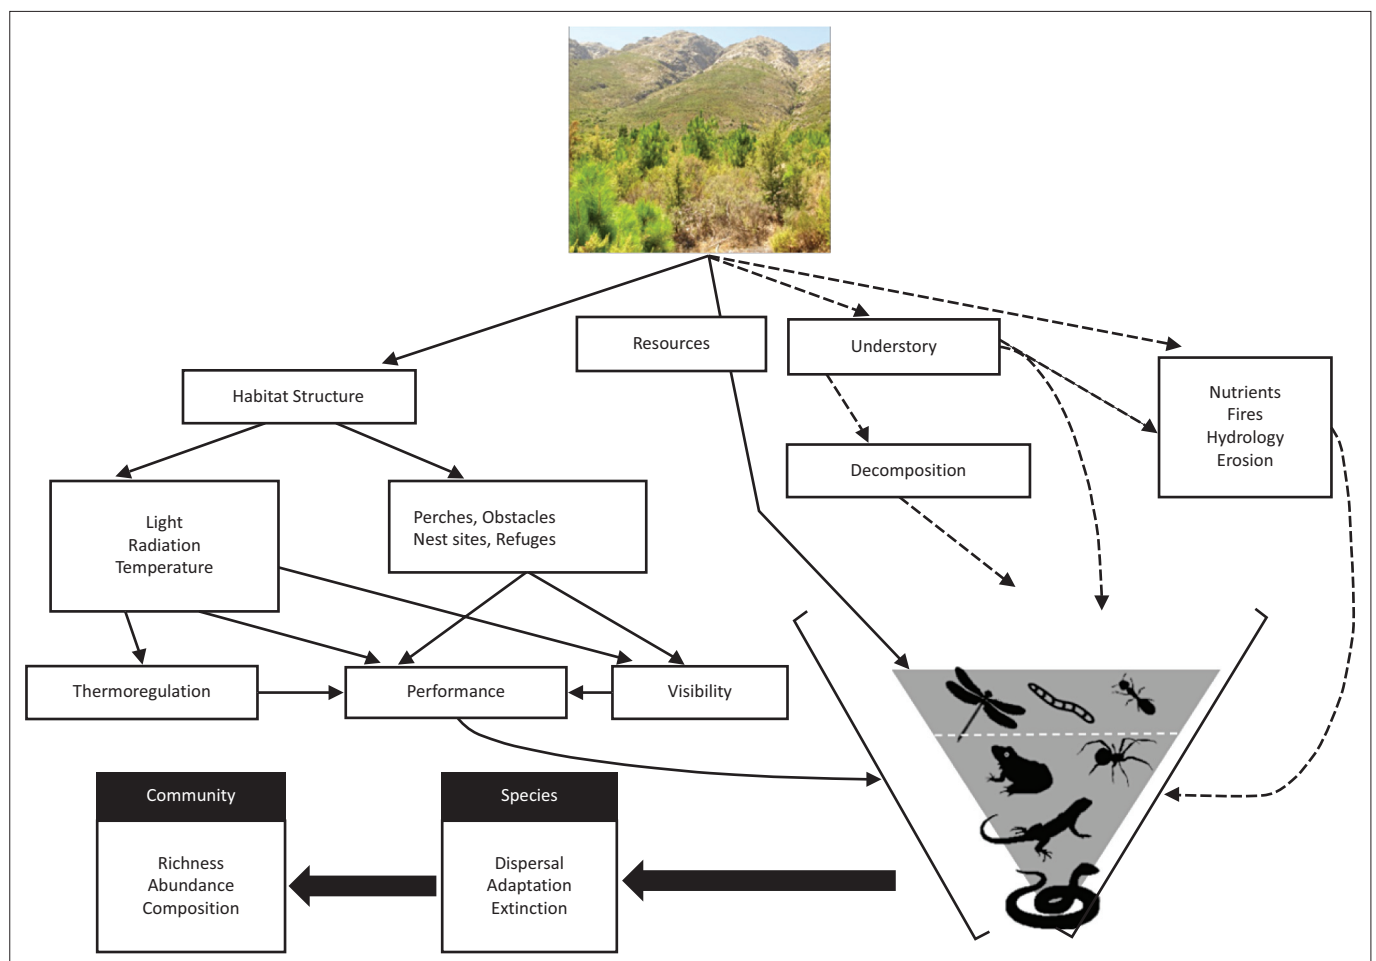 Resources
Understory
Habitat Structure
Nutrients
Fires
Hydrology
Erosion
Decomposition
Light
Radiation
Temperature
Perches, Obstacles
Nest sites, Refuges
Thermoregulation
Performance
Visibility
Community
Richness
Abundance
Composition
Species
Dispersal
Adaptation
Extinction